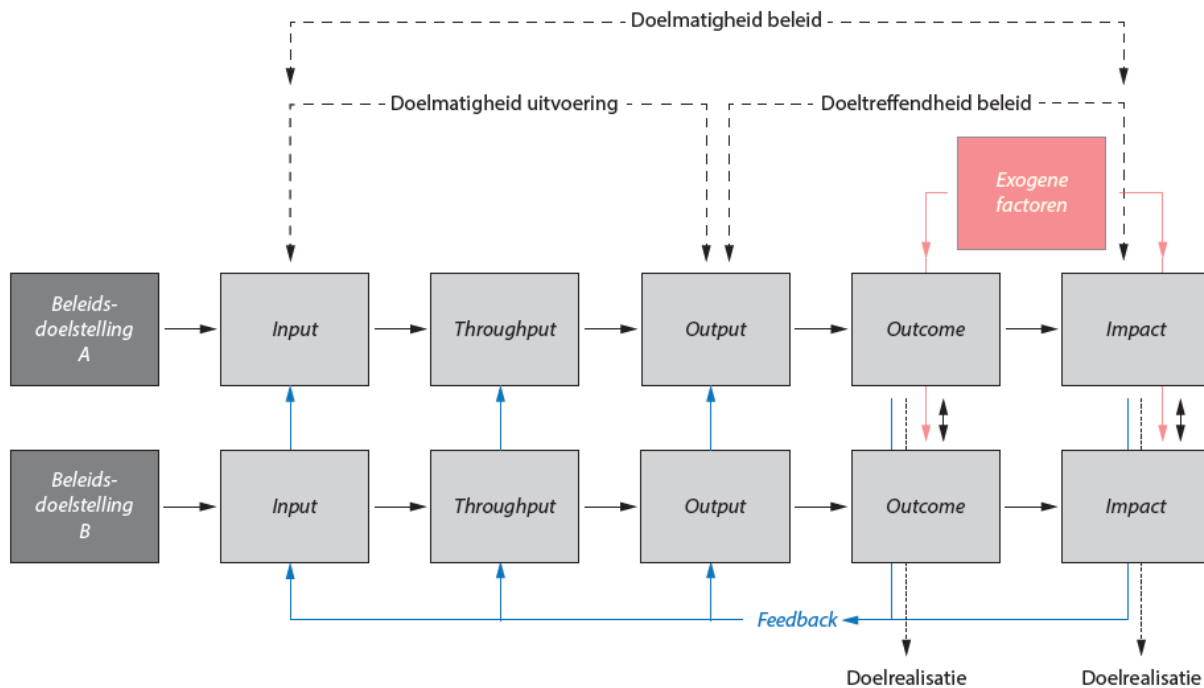 Doelmatigheid beleid
Doelmatigheid uitvoering
Doeltreffendheid beleid
Exogene
factoren
Beleids-
doelstelling
A
Input
Throughput
Output
Outcome
Impact
Beleids-
doelstelling
B
Input
Throughput
Output
Outcome
Impact
Feedback
Doelrealisatie
Doelrealisatie